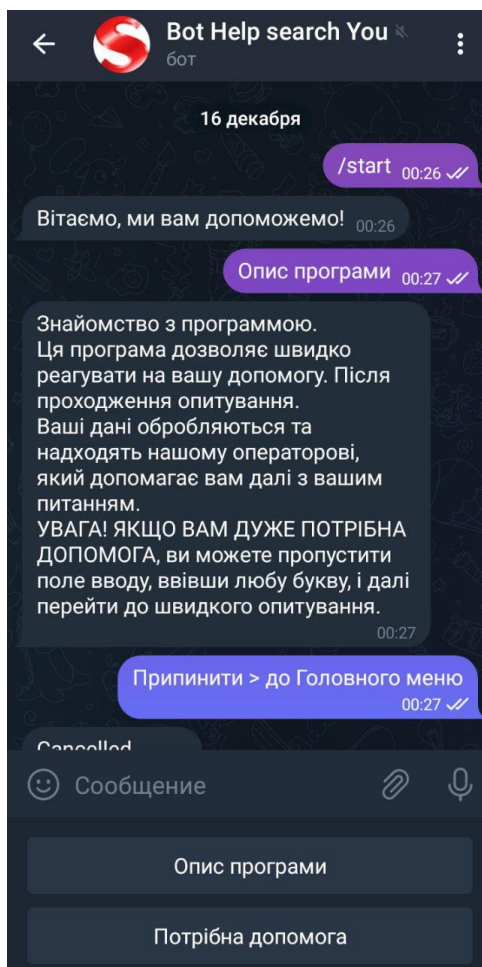 Bot Help search You
бот
16 декабря
/start 00:26
Вітаємо, ми вам допоможемо! 00:26
Опис програми 00:27
Знайомство з программою.
Ця програма дозволяє швидко
реагувати на вашу допомогу. Після
проходження опитування.
Ваші дані обробляються та
надходять нашому операторові,
який допомагає вам далі з вашим
питанням.
УВАГА! ЯКЩО ВАМ ДУЖЕ ПОТРІБНА
ДОПОМОГА, ви можете пропустити
поле вводу, ввівши любу букву, і далі
перейти до швидкого опитування.
00:27
Припинити > до Головного меню
00:27
Cancelled
Сообщение
Опис програми
Потрібна допомога